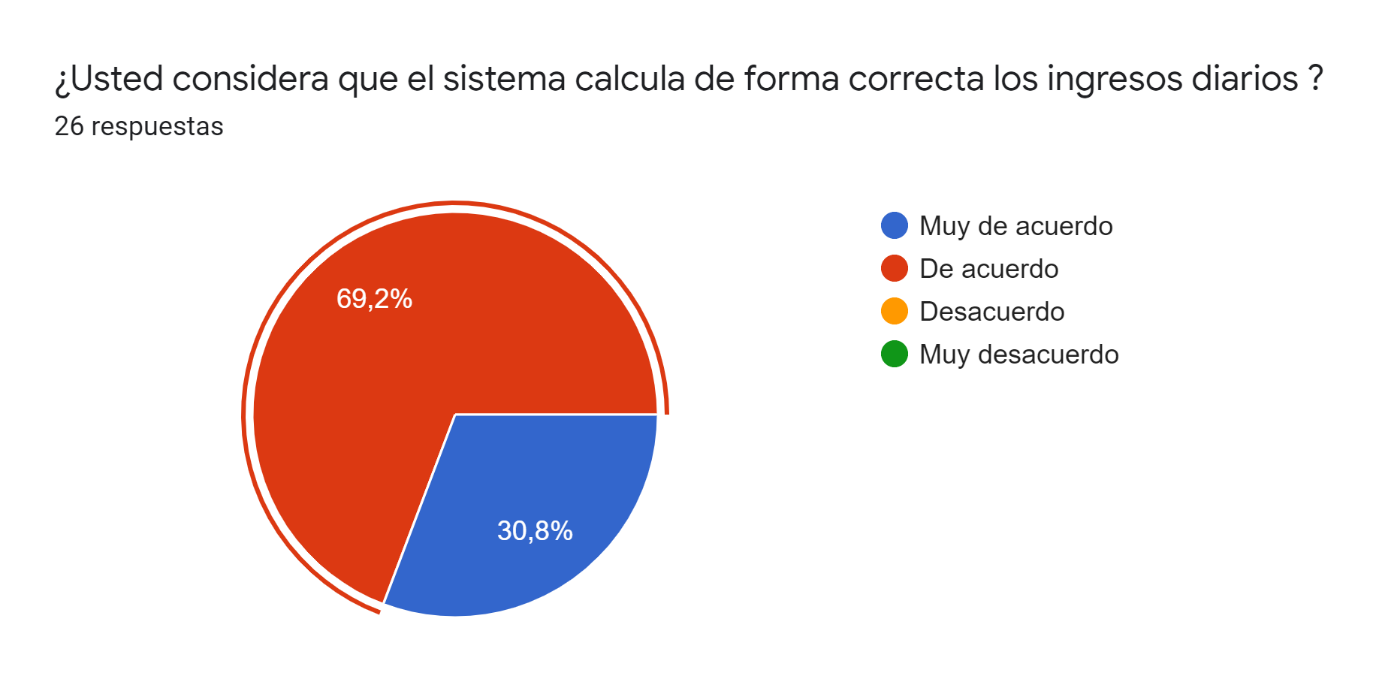 ¿Usted considera que el sistema calcula de forma correcta los ingresos diarios ?
26 respuestas
69,2%
30,8%
Muy de acuerdo
De acuerdo
Desacuerdo
Muy desacuerdo